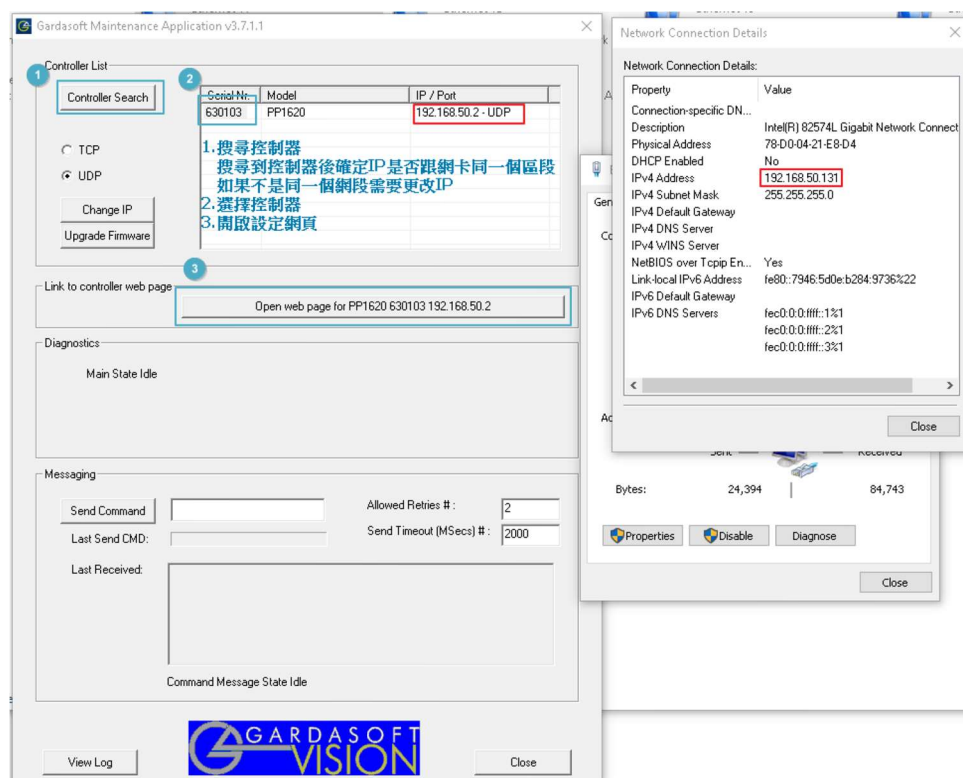 Gardasoft Maintenance Application v3.7.1.1
Controller List
1
Controller Search
2
Serial Nr. Model IP / Port
630103 PP1620 192.168.50.2 - UDP
TCP
UDP
Change IP
Upgrade Firmware
1.搜尋控制器
搜尋到控制器後確定IP是否跟網卡同一個區段
如果不是同一個網段需要更改IP
2.選擇控制器
3.開啟設定網頁
3
Link to controller web page
Open web page for PP1620 630103 192.168.50.2
Diagnostics
Main State Idle
Messaging
Send Command
Allowed Retries # : 2
Last Send CMD:
Send Timeout (MSecs) # : 2000
Last Received:
Command Message State Idle
View Log
GARDASOFT
VISION
Close
Network Connection Details
Network Connection Details:
Property Value
Connection-specific DN...
Description Intel(R) 82574L Gigabit Network Connect
Physical Address 78-D0-04-21-E8-D4
DHCP Enabled No
IPv4 Address 192.168.50.131
IPv4 Subnet Mask 255.255.255.0
IPv4 Default Gateway
IPv4 DNS Server
IPv4 WINS Server
NetBIOS over Tcpip En... Yes
Link-local IPv6 Address fe80::7946:5d0e:b284:9736%22
IPv6 Default Gateway
IPv6 DNS Servers fec0:0:0:ffff::1%1
fec0:0:0:ffff::2%1
fec0:0:0:ffff::3%1
Close
Gen
Co
Ac
Sent Received
Bytes: 24,394 84,743
Properties
Disable
Diagnose
Close